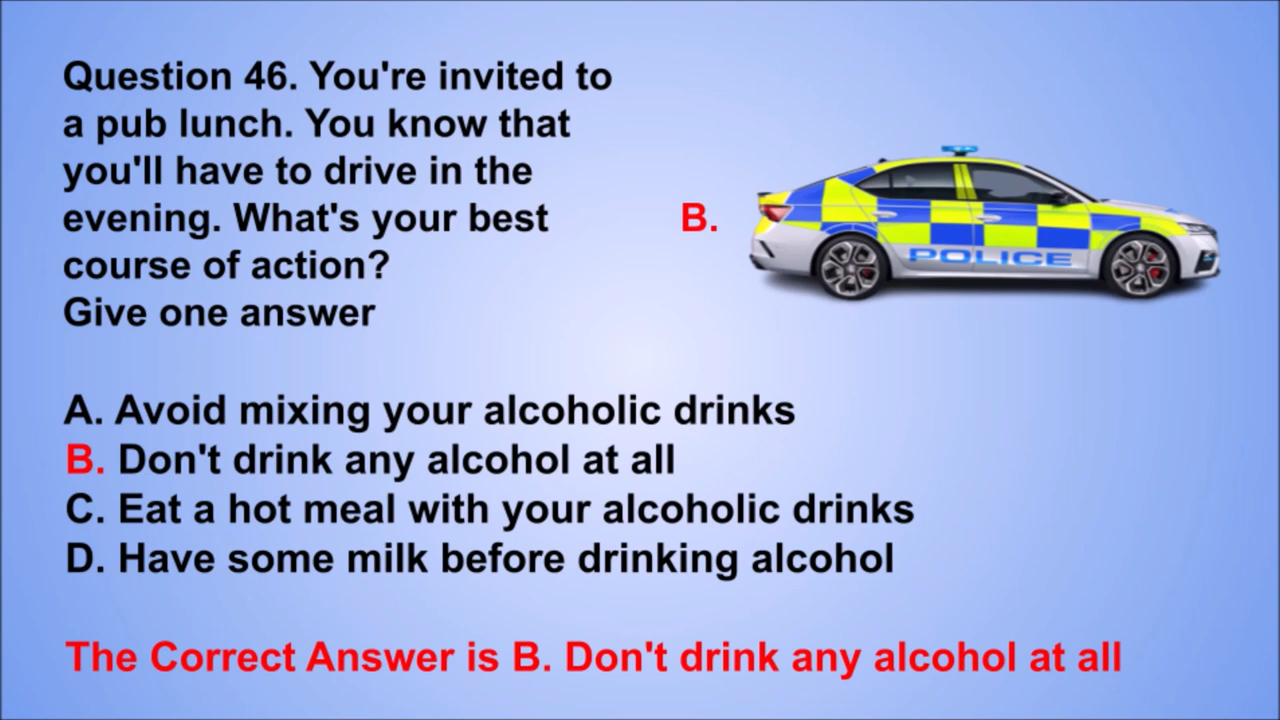 Question 46. You're invited to
a pub lunch. You know that
you'll have to drive in the
evening. What's your best
course of action?
Give one answer
B.
POLICE
A. Avoid mixing your alcoholic drinks
B. Don't drink any alcohol at all
C. Eat a hot meal with your alcoholic drinks
D. Have some milk before drinking alcohol
The Correct Answer is B. Don't drink any alcohol at all